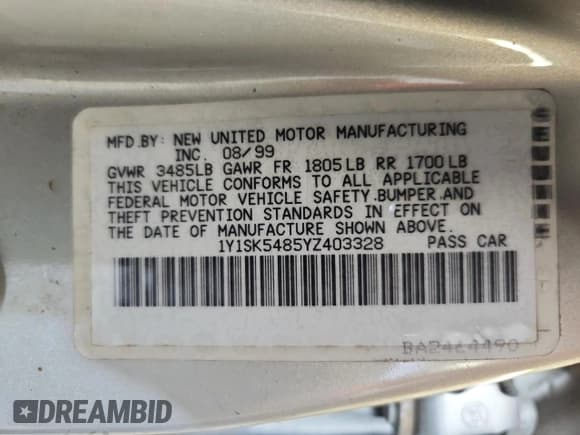 MFD.BY: NEW UNITED MOTOR MANUFACTURING
INC. 08/99
GVWR 3485LB GAWR FR 1805LB RR 1700LB
THIS VEHICLE CONFORMS TO ALL APPLICABLE
FEDERAL MOTOR VEHICLE SAFETY.BUMPER.AND
THEFT PREVENTION STANDARDS IN EFFECT ON
THE DATE OF MANUFACTURE SHOWN ABOVE.
1Y1SK5485YZ403328 PASS CAR
BA2464490
DREAMBID